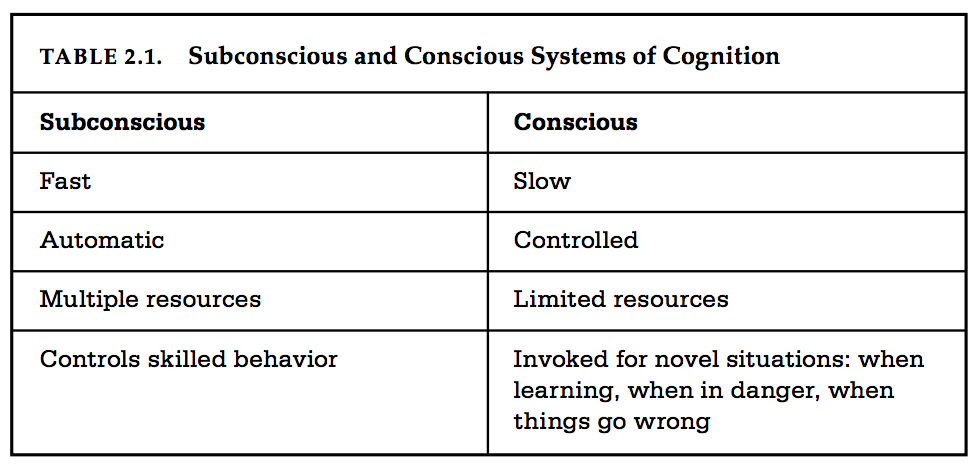 TABLE 2.1. Subconscious and Conscious Systems of Cognition
Subconscious
Conscious
Fast
Slow
Automatic
Controlled
Multiple resources
Limited resources
Controls skilled behavior
Invoked for novel situations: when
learning, when in danger, when
things go wrong